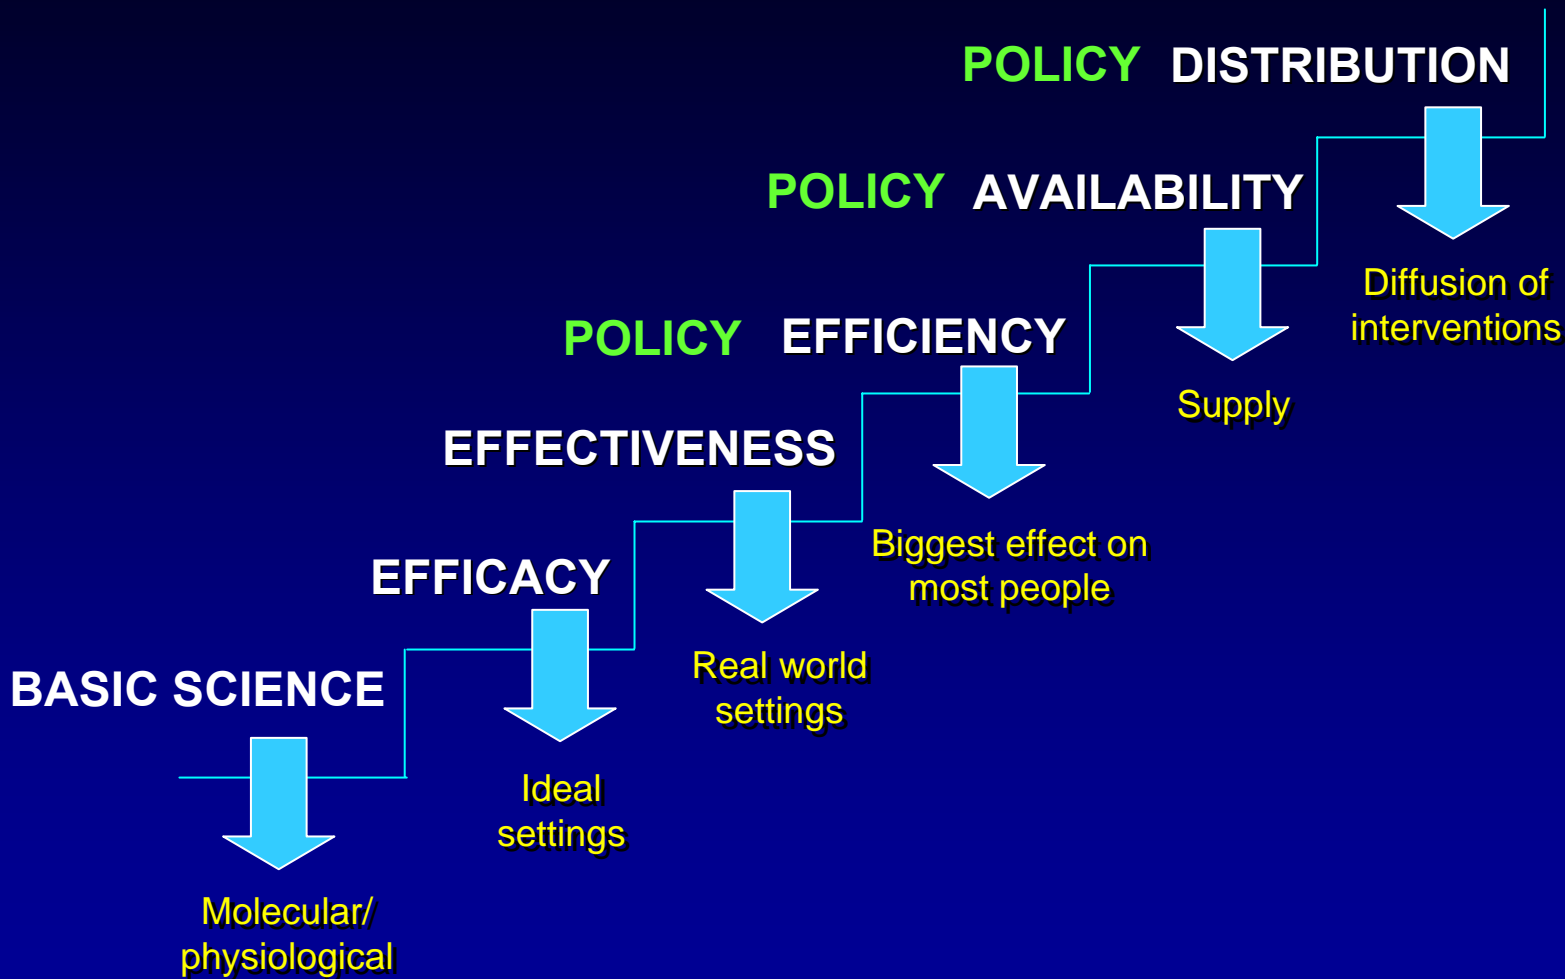 POLICY DISTRIBUTION
Diffusion of
interventions
POLICY AVAILABILITY
Supply
POLICY EFFICIENCY
Biggest effect on
most people
EFFECTIVENESS
Real world
settings
EFFICACY
Ideal
settings
BASIC SCIENCE
Molecular/
physiological